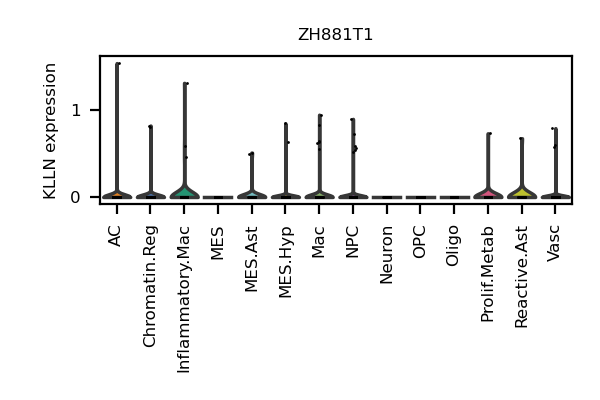 ZH881T1
KLLN expression
1
0
AC
Chromatin.Reg
Inflammatory.Mac
MES
MES.Ast
MES.Hyp
Mac
NPC
Neuron
OPC
Oligo
Prolif.Metab
Reactive.Ast
Vasc